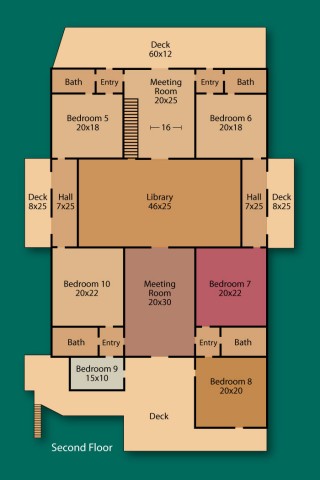 Deck
60x12
Bath
Entry
Meeting
Room
20x25
Entry
Bath
Bedroom 5
20x18
16
Bedroom 6
20x18
Deck
8x25
Hall
7x25
Library
46x25
Hall
7x25
Deck
8x25
Bedroom 10
20x22
Meeting
Room
20x30
Bedroom 7
20x22
Bath
Entry
Entry
Bath
Bedroom 9
15x10
Bedroom 8
20x20
Deck
Second Floor